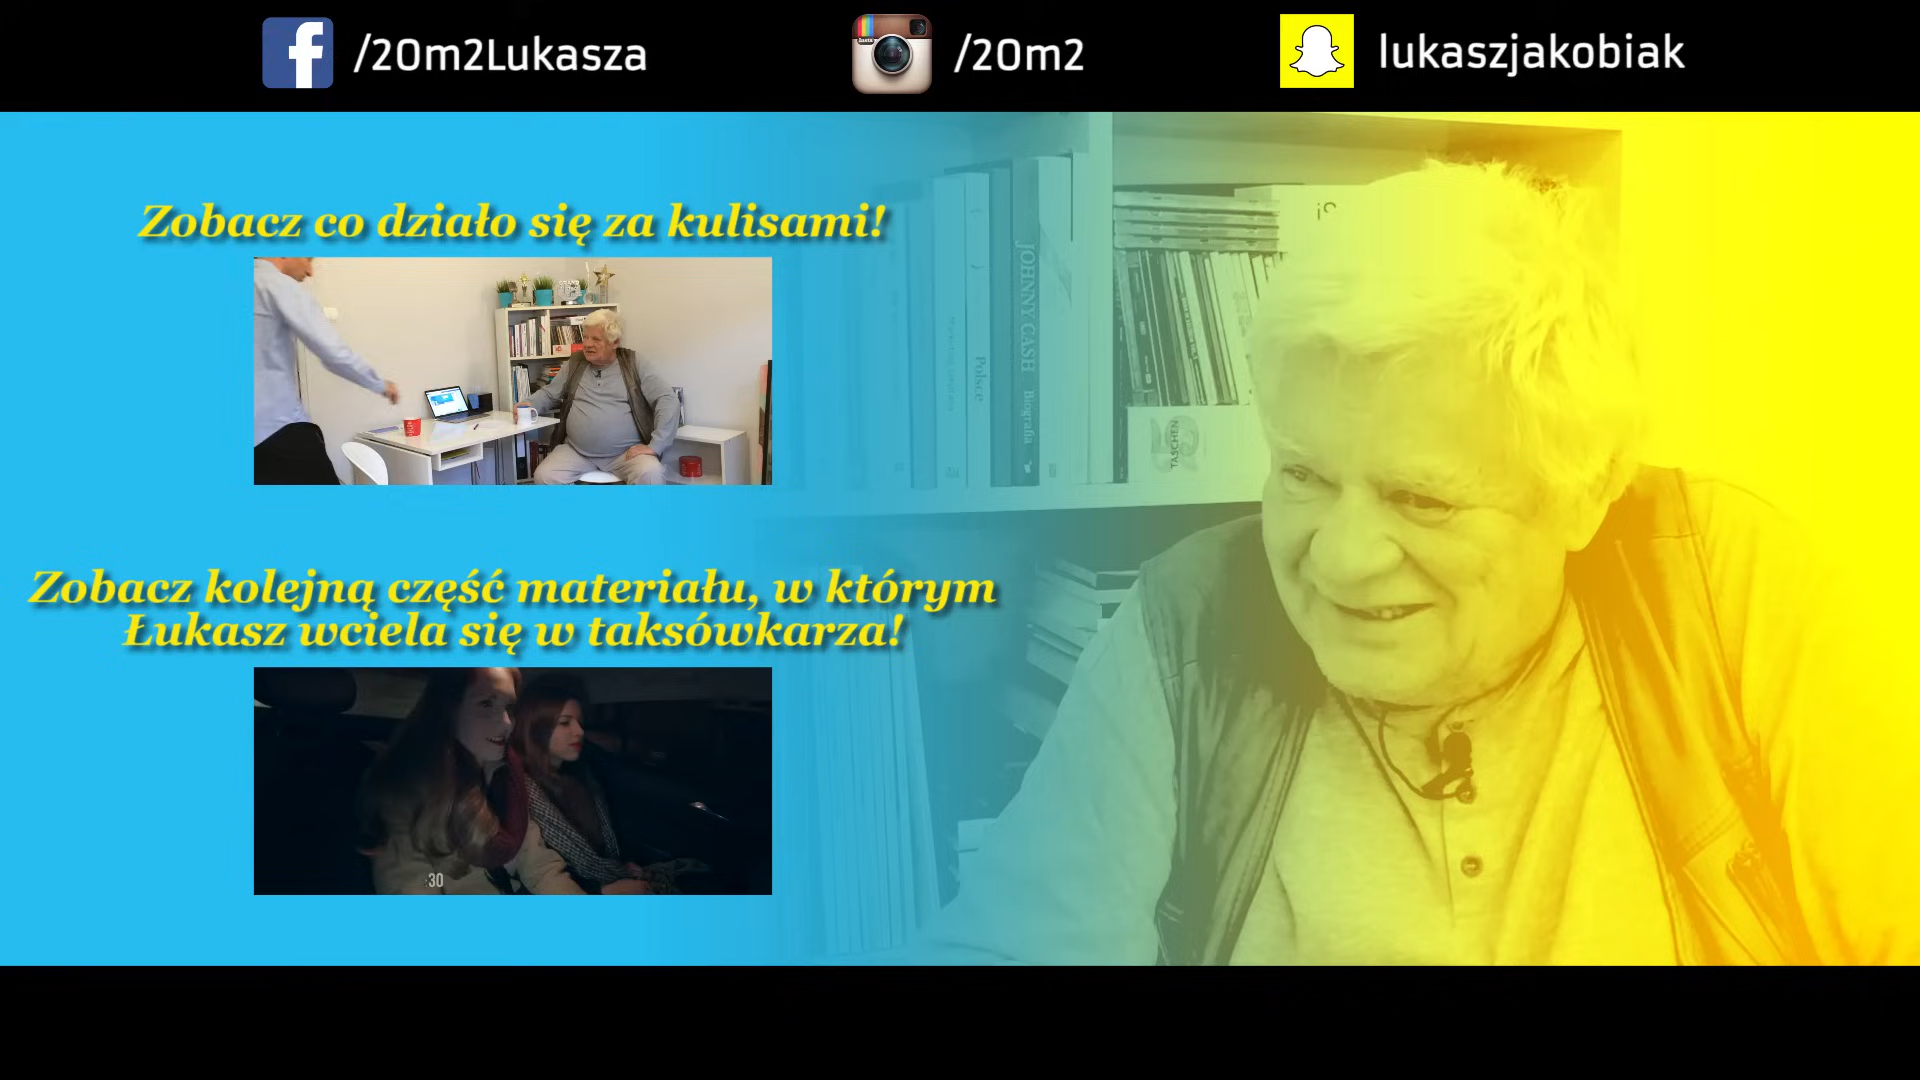 /20m2Lukasza
/20m2
lukaszjakobiak
Zobacz co działo się za kulisami!
Zobacz kolejną część materiału, w którym
Łukasz wciela się w taksówkarza!
:30
JOHNNY CASH Biografia
Polsce
TASCHEN